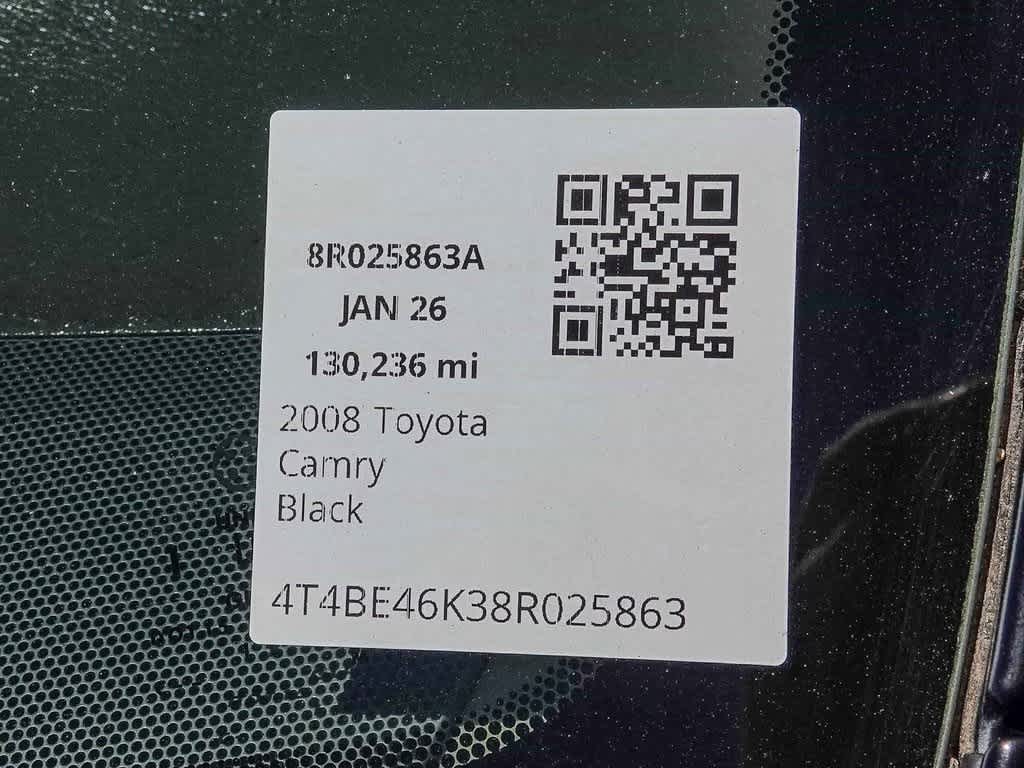 8R025863A
JAN 26
130,236 mi
2008 Toyota
Camry
Black
4T4BE46K38R025863